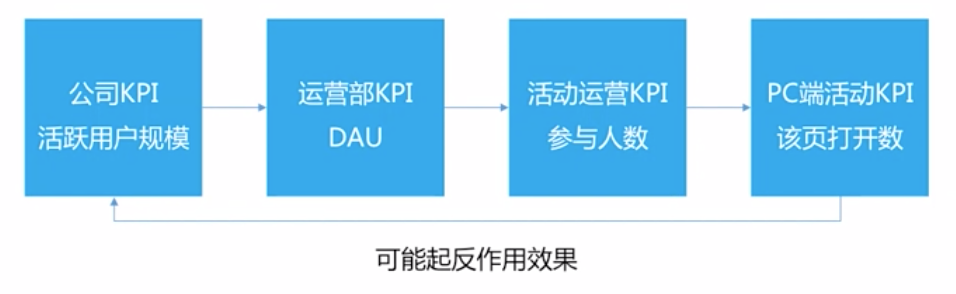 公司KPI
活跃用户规模
运营部KPI
DAU
活动运营KPI
参与人数
PC端活动KPI
该页打开数
可能起反作用效果